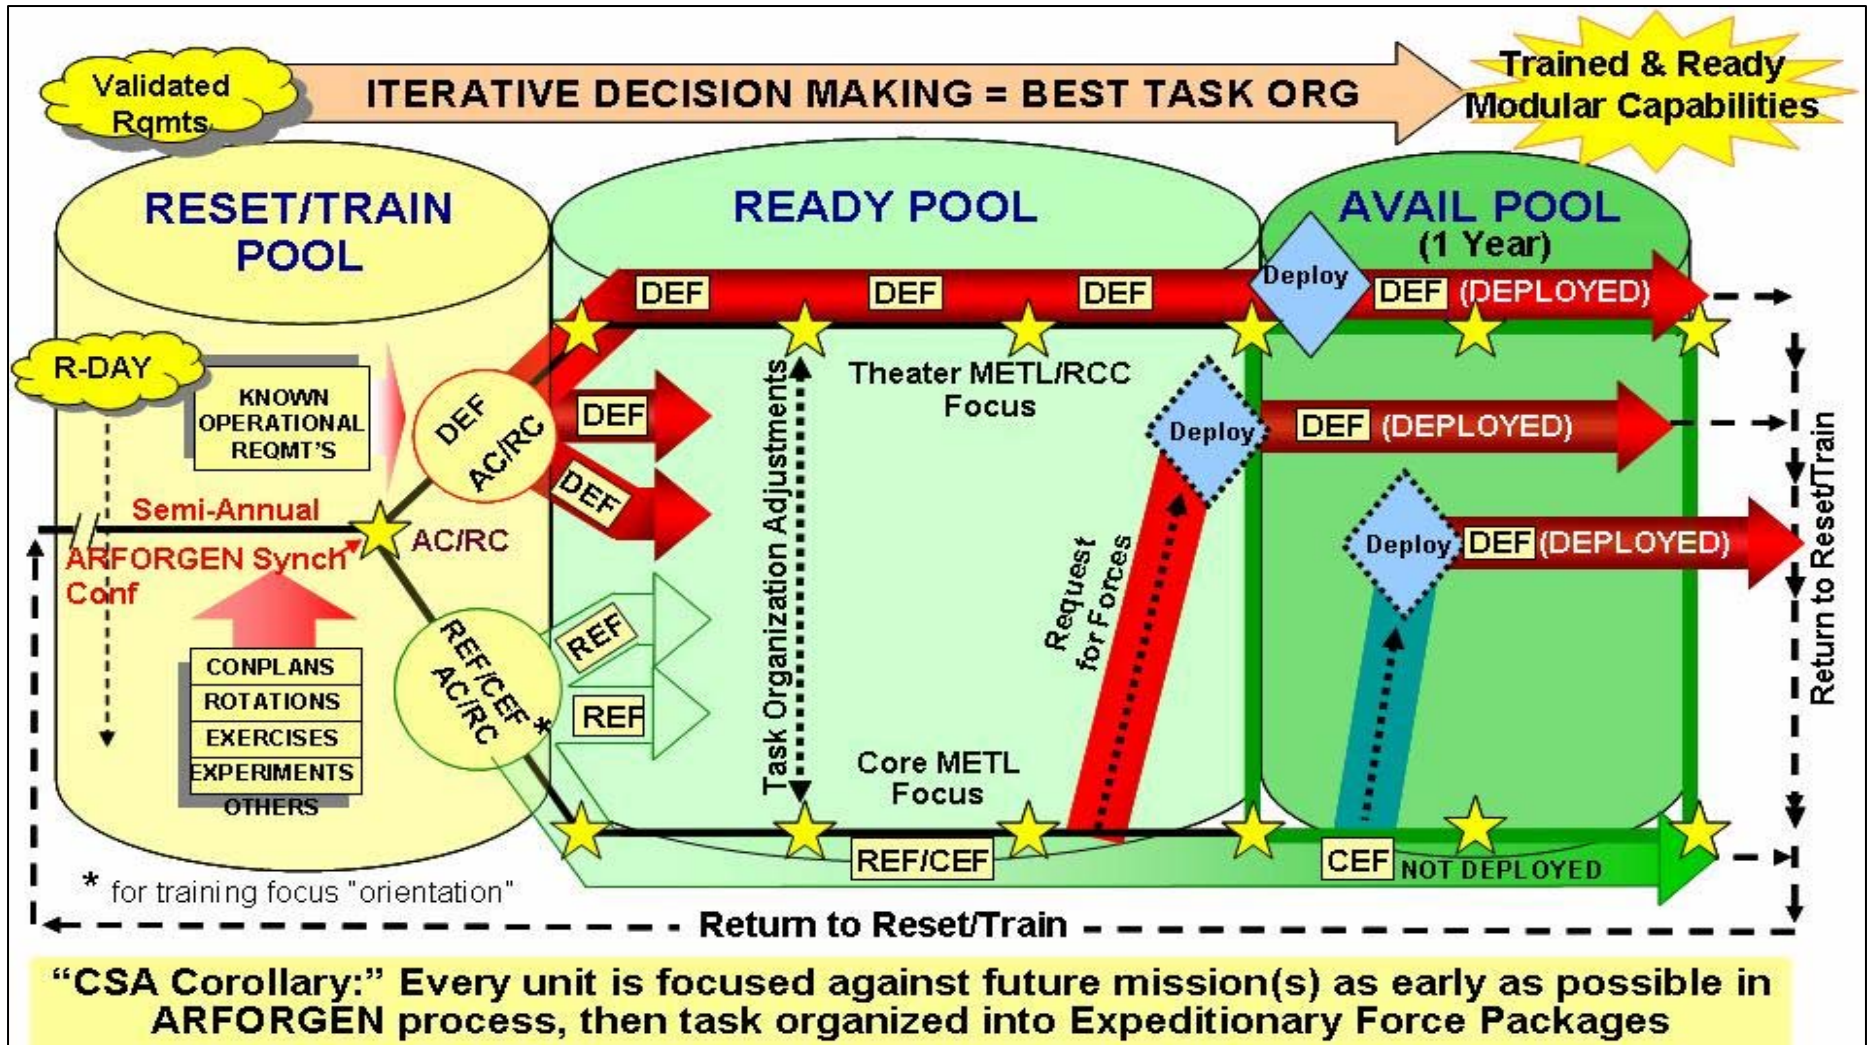 Validated
Rqmts
ITERATIVE DECISION MAKING = BEST TASK ORG
Trained & Ready
Modular Capabilities
RESET/TRAIN
POOL
READY POOL
AVAIL POOL
(1 Year)
DEF
DEF
DEF
Deploy
DEF (DEPLOYED)
R-DAY
KNOWN
OPERATIONAL
REQMT'S
DEF
AC/RC
DEF
DEF
Theater METL/RCC
Focus
Deploy
DEF (DEPLOYED)
Semi-Annual
ARFORGEN Synch
Conf
AC/RC
Task Organization Adjustments
Request
for Forces
Deploy
DEF (DEPLOYED)
Return to Reset/Train
CONPLANS
ROTATIONS
EXERCISES
EXPERIMENTS
OTHERS
REF/CEF *
AC/RC
REF
REF
Core METL
Focus
REF/CEF
CEF NOT DEPLOYED
* for training focus "orientation"
Return to Reset/Train
“CSA Corollary:” Every unit is focused against future mission(s) as early as possible in
ARFORGEN process, then task organized into Expeditionary Force Packages